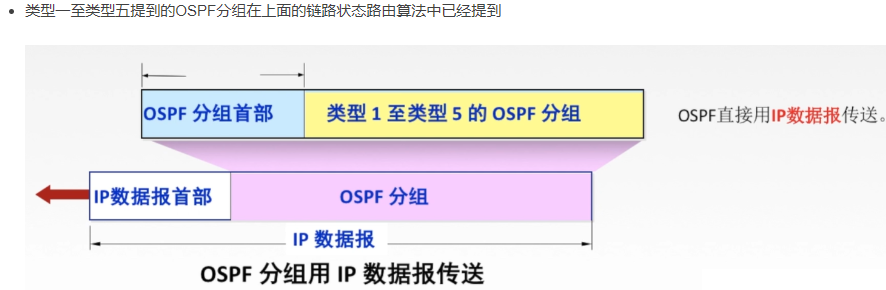 类型一至类型五提到的OSPF分组在上面的链路状态路由算法中已经提到
OSPF 分组首部
类型 1 至类型 5 的 OSPF 分组
OSPF直接用IP数据报传送。
IP数据报首部
OSPF 分组
IP 数据报
OSPF 分组用 IP 数据报传送